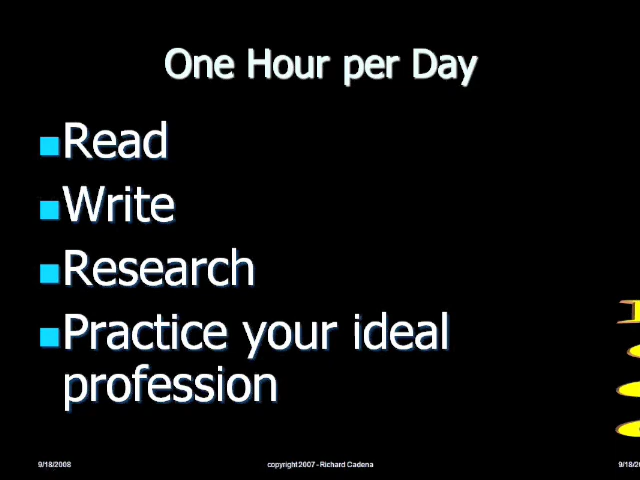 One Hour per Day
Read
Write
Research
Practice your ideal
profession
9/18/2008
copyright 2007 - Richard Cadena